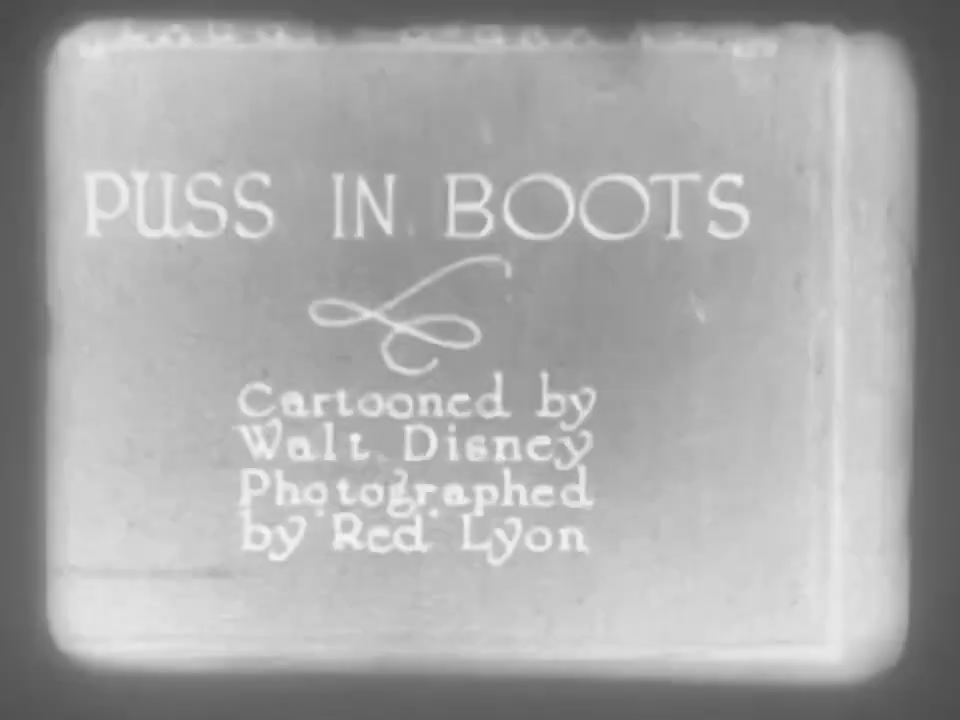 PUSS IN BOOTS
Cartooned by
Walt Disney
Photographed
by Red Lyon